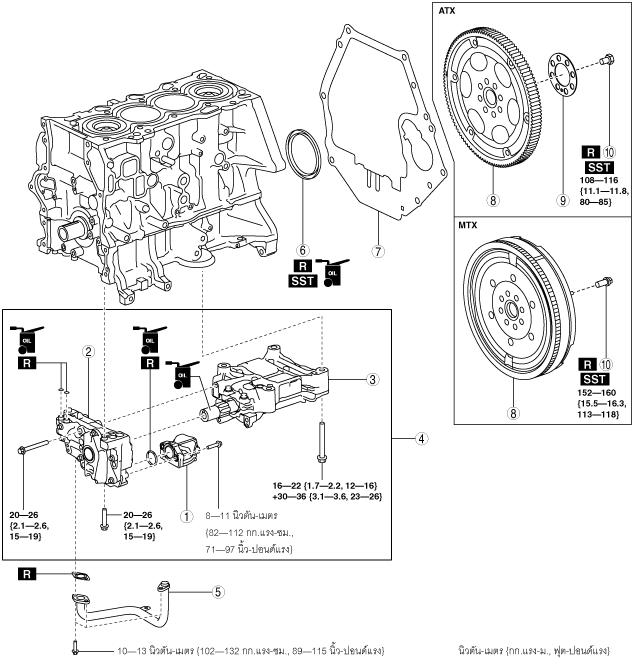 ATX
8
9
R 10
SST
108—116
{11.1—11.8,
80—85}
MTX
8
R 10
SST
152—160
{15.5—16.3,
113—118}
6
R OIL
SST
7
OIL
R
2
OIL
R
OIL
3
4
1
16—22 {1.7—2.2, 12—16}
+30—36 {3.1—3.6, 23—26}
20—26
{2.1—2.6,
15—19}
20—26
{2.1—2.6,
15—19}
8—11 นิวตัน-เมตร
{82—112 กก.แรง-ซม.,
71—97 นิ้ว-ปอนด์แรง}
R
5
10—13 นิวตัน-เมตร {102—132 กก.แรง-ซม., 89—115 นิ้ว-ปอนด์แรง}
นิวตัน-เมตร {กก.แรง-ม., ฟุต-ปอนด์แรง}